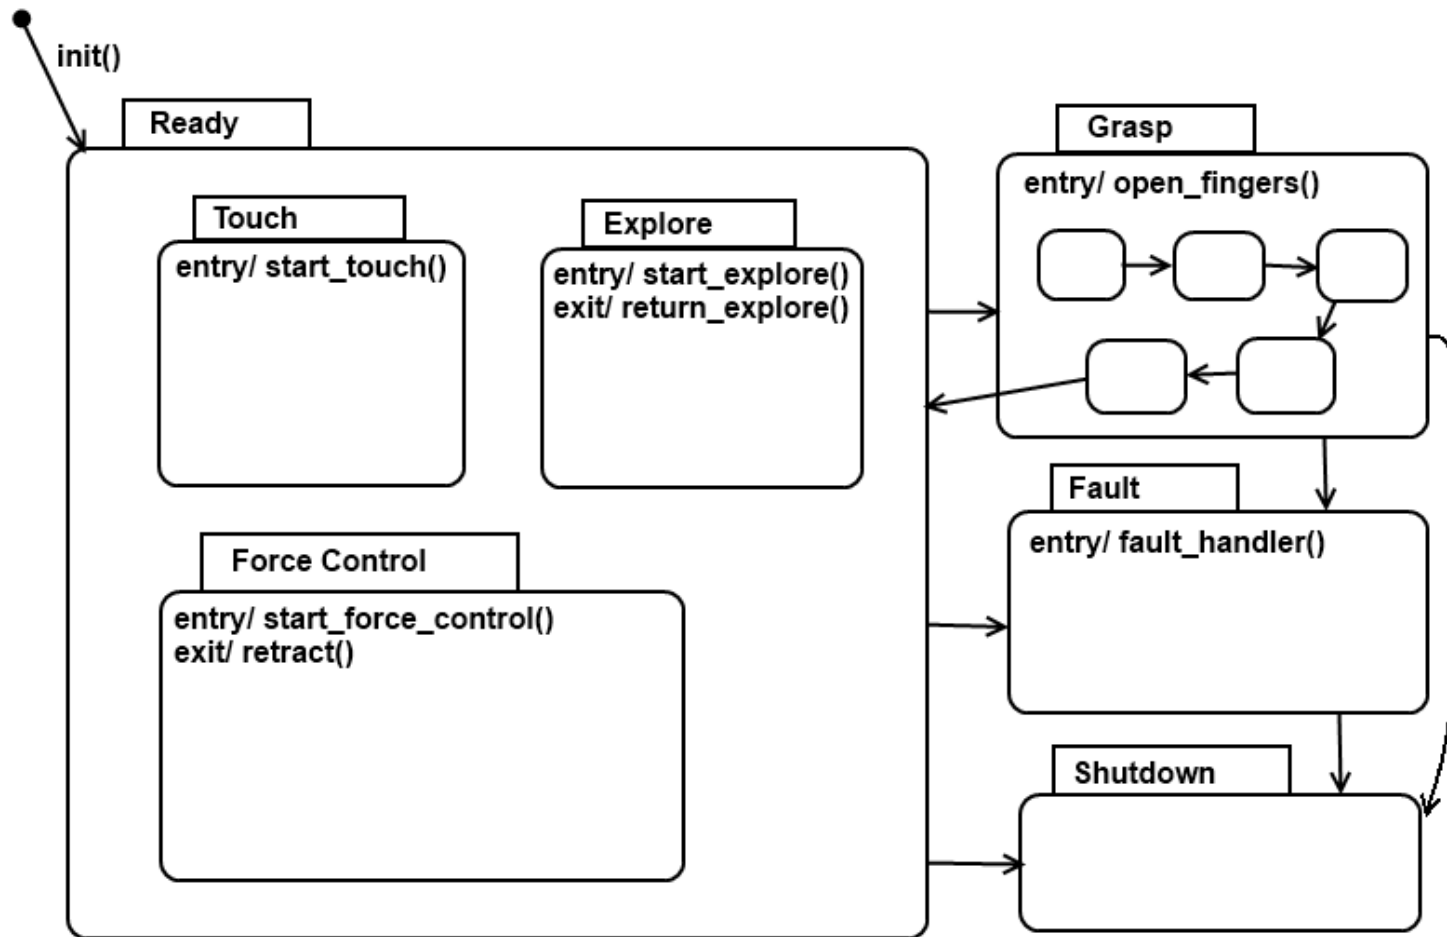 init()
Ready
Touch
entry/ start_touch()
Explore
entry/ start_explore()
exit/ return_explore()
Force Control
entry/ start_force_control()
exit/ retract()
Grasp
entry/ open_fingers()
Fault
entry/ fault_handler()
Shutdown